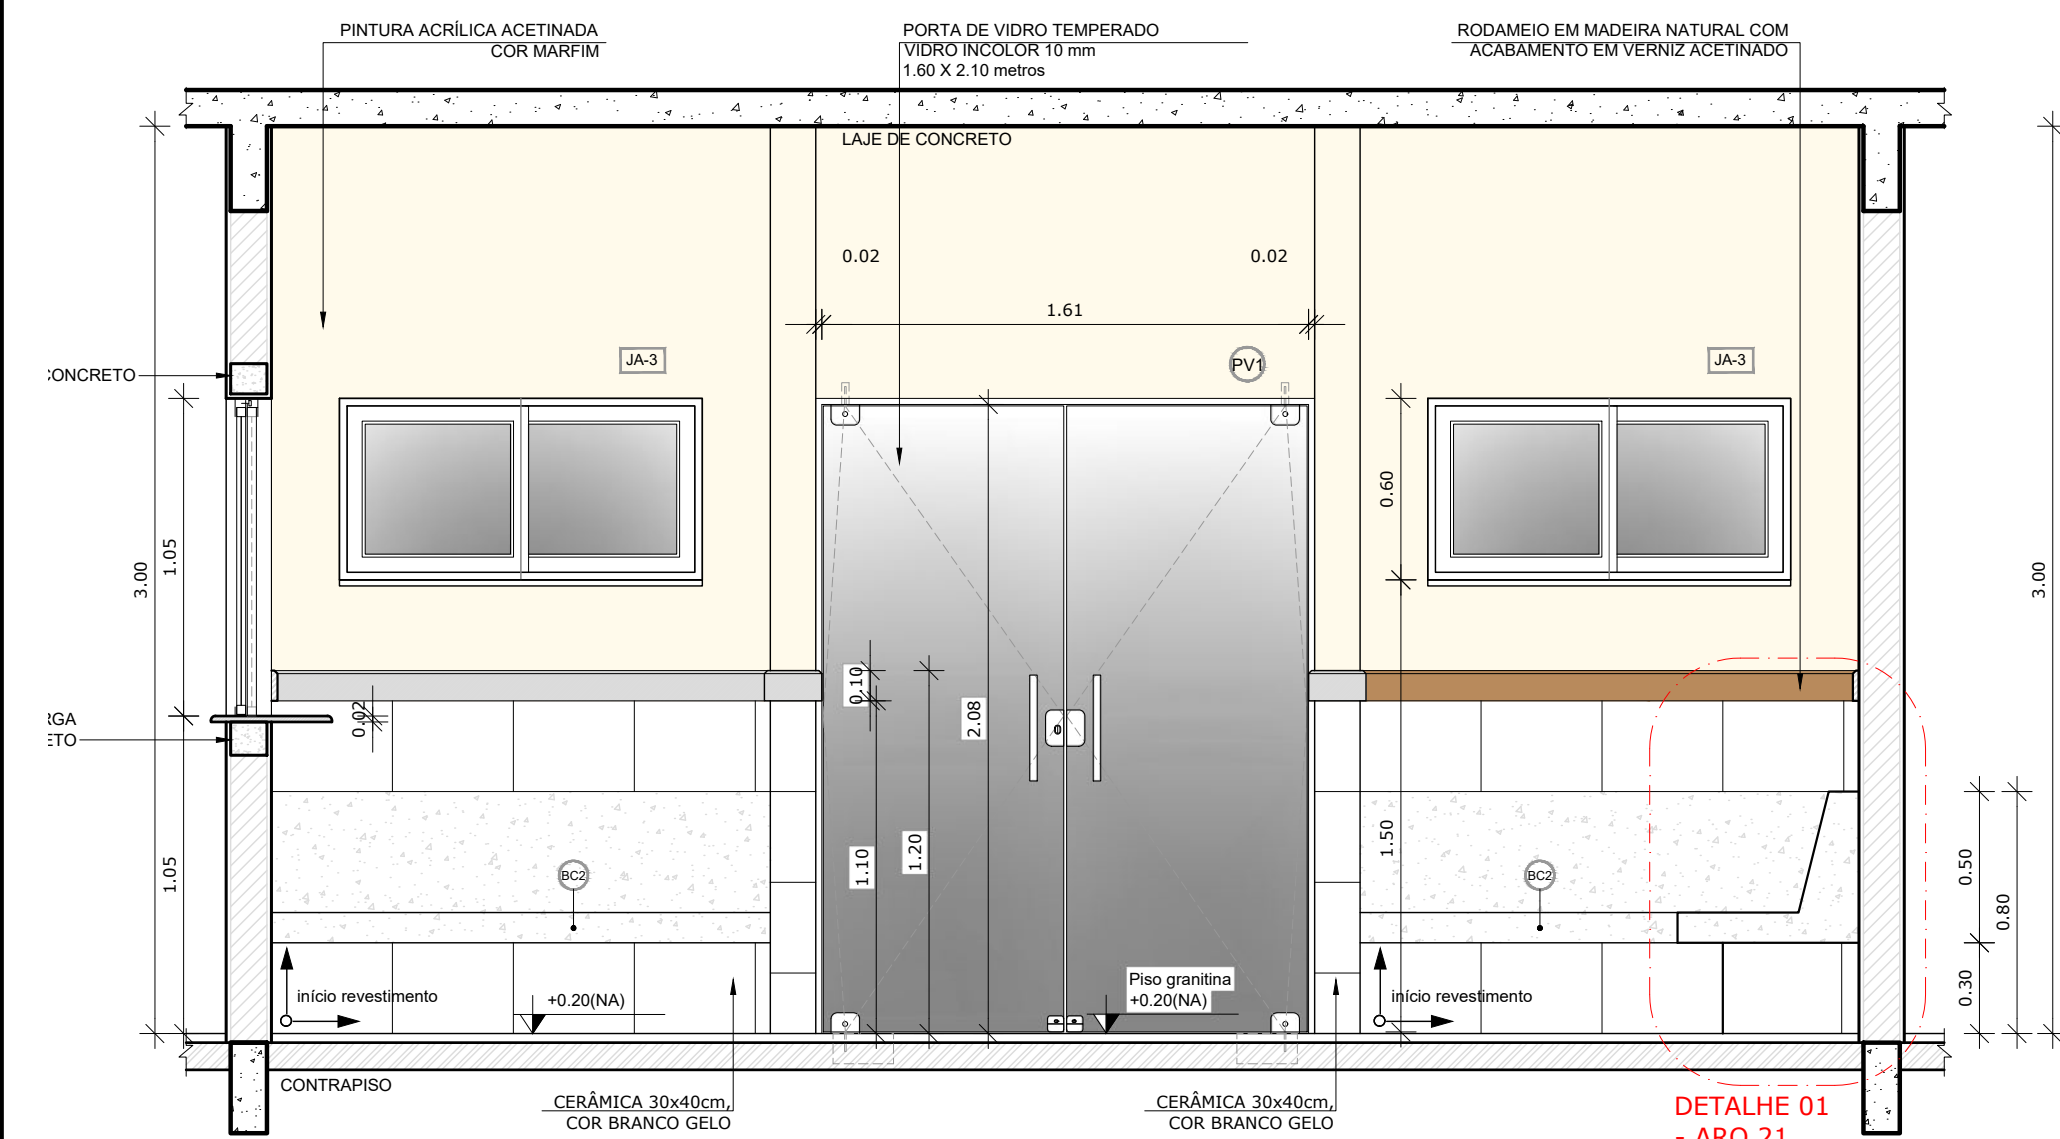 PINTURA ACRÍLICA ACETINADA
COR MARFIM
PORTA DE VIDRO TEMPERADO
VIDRO INCOLOR 10 mm
1.60 X 2.10 metros
RODAMEIO EM MADEIRA NATURAL COM
ACABAMENTO EM VERNIZ ACETINADO
LAJE DE CONCRETO
0.02
0.02
1.61
JA-3
PV1
JA-3
CONCRETO
3.00
1.05
0.60
3.00
0.10
0.02
2.08
ETO
1.05
1.10
1.20
1.50
BC2
BC2
0.50
0.80
0.30
início revestimento
+0.20(NA)
Piso granitina
+0.20(NA)
início revestimento
CONTRAPISO
CERÂMICA 30x40cm,
COR BRANCO GELO
CERÂMICA 30x40cm,
COR BRANCO GELO
DETALHE 01
- ARQ 21